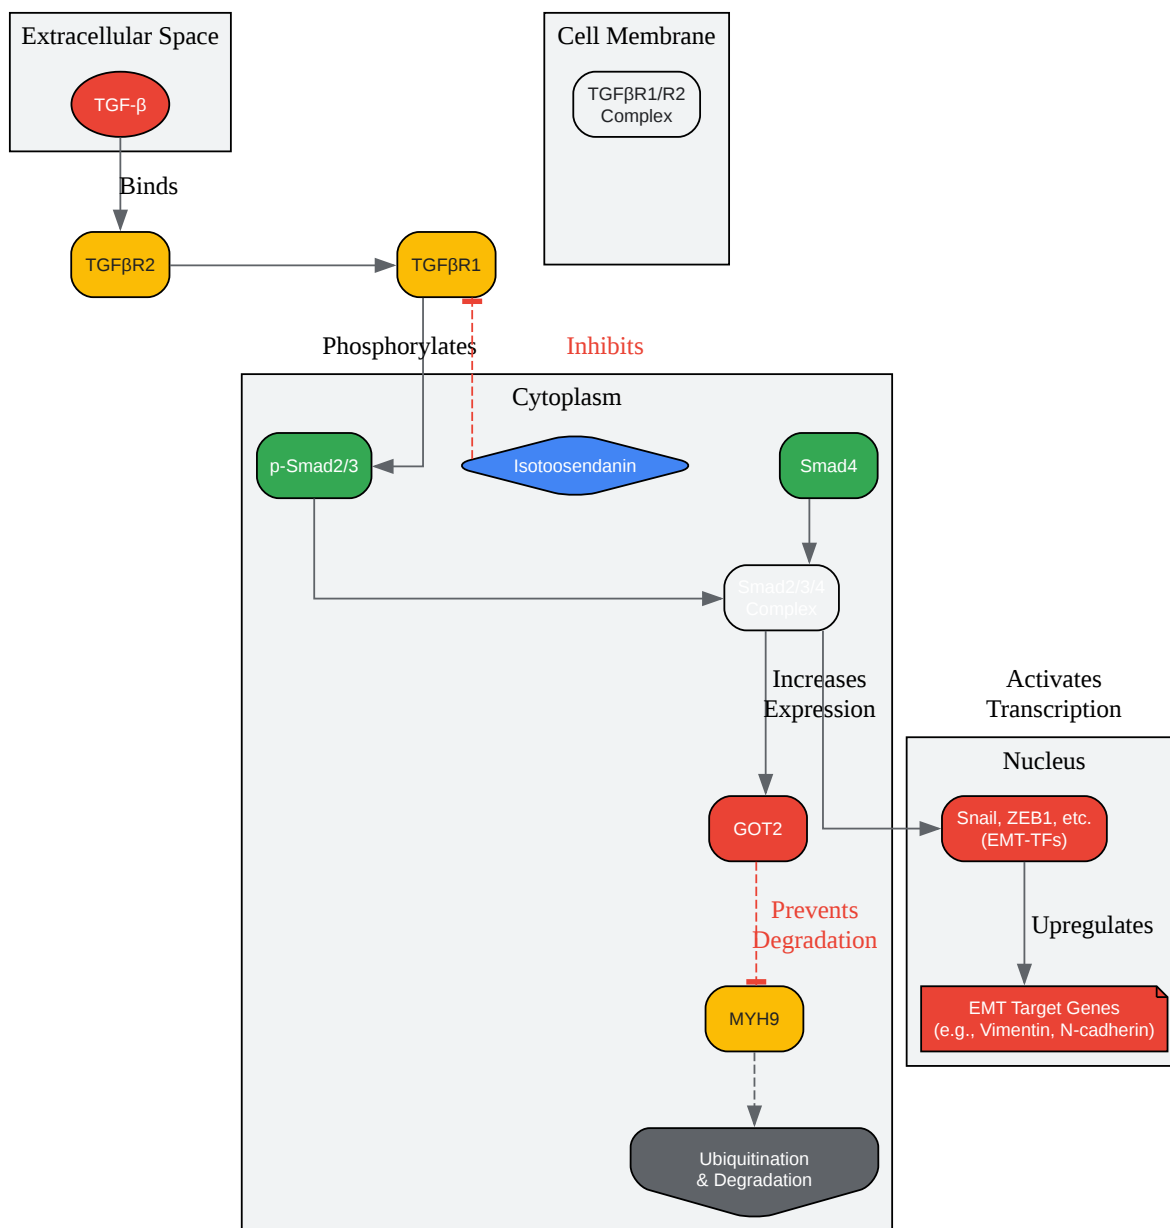 Extracellular Space
Cell Membrane
TGF-β
TGFβR1/R2
Complex
Binds
TGFβR2
TGFβR1
Phosphorylates
Inhibits
Cytoplasm
p-Smad2/3
Isotoosendanin
Smad4
Smad2/3/4
Complex
Increases
Expression
Activates
Transcription
Nucleus
GOT2
Snail, ZEB1, etc.
(EMT-TFs)
Prevents
Degradation
Upregulates
MYH9
EMT Target Genes
(e.g., Vimentin, N-cadherin)
Ubiquitination
& Degradation